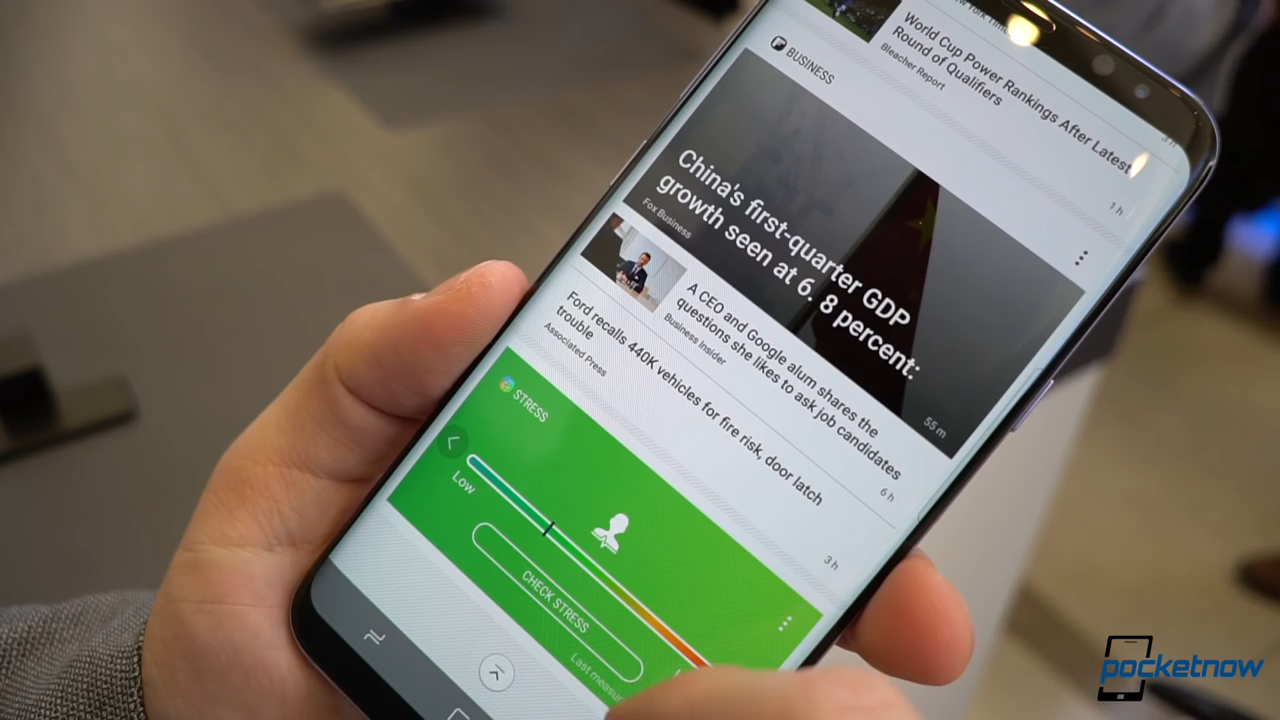 New York Times
World Cup Power Rankings After Latest
Round of Qualifiers
Bleacher Report
1 h
BUSINESS
China's first-quarter GDP
growth seen at 6. 8 percent:
Fox Business
55 m
A CEO and Google alum shares the
questions she likes to ask job candidates
Business Insider
6 h
Ford recalls 440K vehicles for fire risk, door latch
trouble
Associated Press
3 h
STRESS
Low
CHECK STRESS
Last
pocketnow